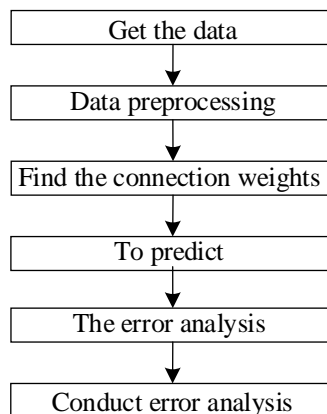 Get the data
Data preprocessing
Find the connection weights
To predict
The error analysis
Conduct error analysis